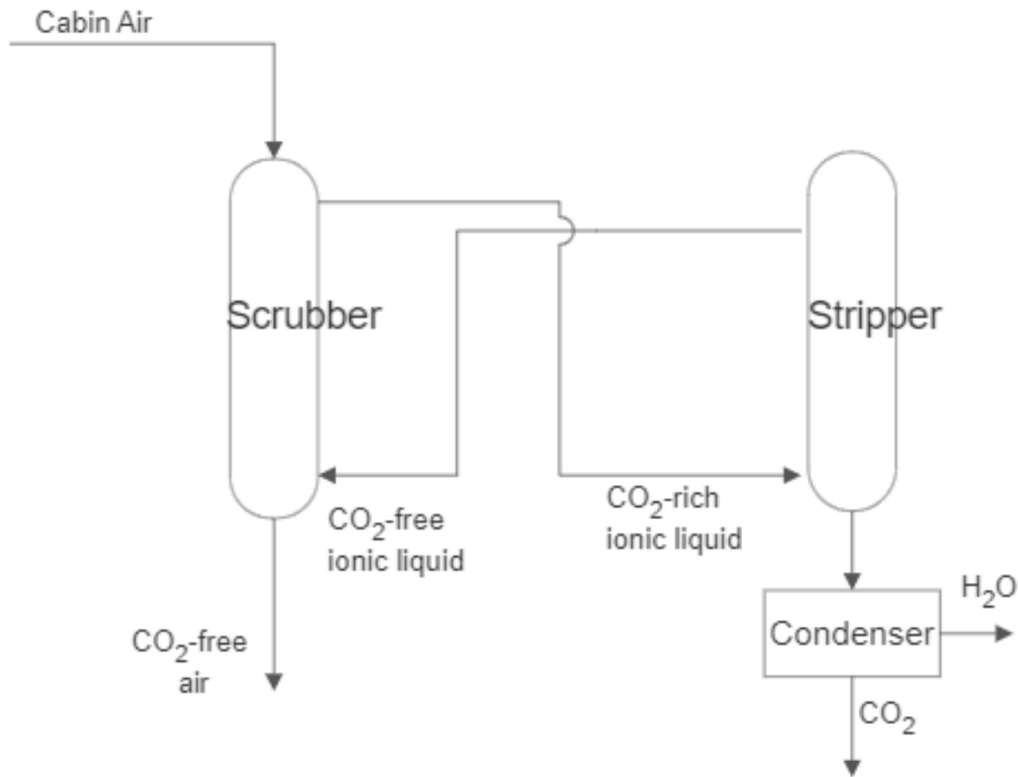 Cabin Air
Scrubber
Stripper
CO₂-free
ionic liquid
CO₂-rich
ionic liquid
H₂O
Condenser
CO₂-free
air
CO₂